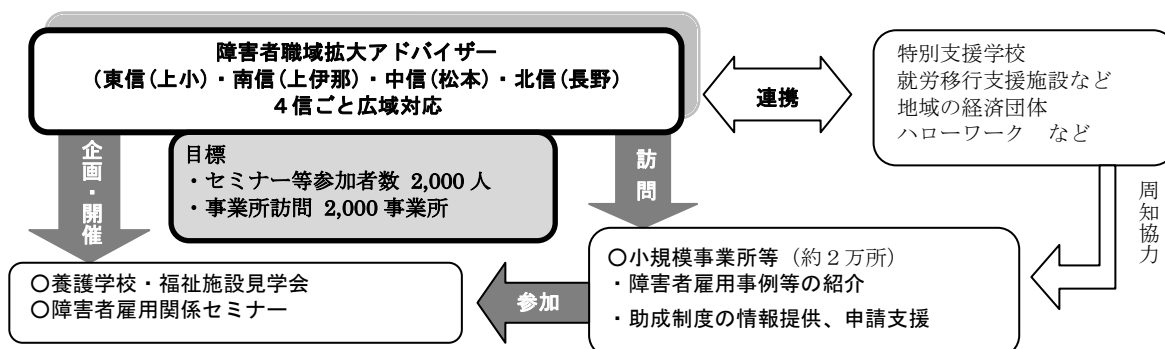 障害者職域拡大アドバイザー
（東信(上小)・南信(上伊那)・中信(松本)・北信(長野)）
４信ごと広域対応
連携
特別支援学校
就労移行支援施設など
地域の経済団体
ハローワーク　など
企画・開催
目標
・セミナー等参加者数 2,000 人
・事業所訪問 2,000 事業所
訪問
周知協力
○養護学校・福祉施設見学会
○障害者雇用関係セミナー
参加
○小規模事業所等（約２万所）
・障害者雇用事例等の紹介
・助成制度の情報提供、申請支援